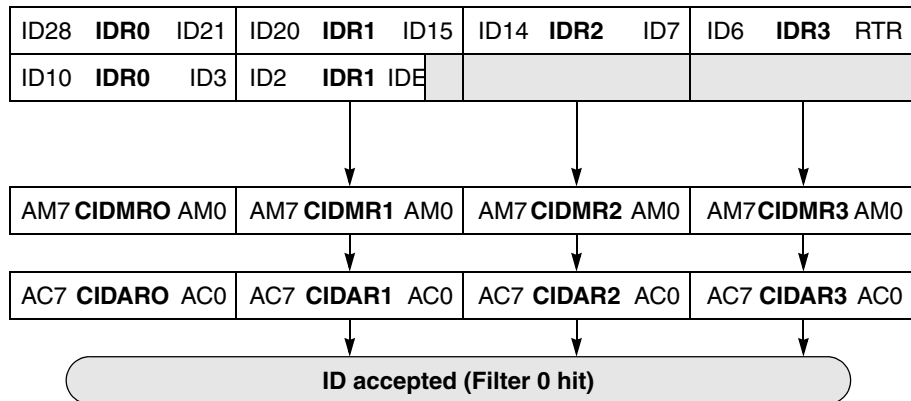 ID28 IDR0 ID21 ID20 IDR1 ID15 ID14 IDR2 ID7 ID6 IDR3 RTR
ID10 IDR0 ID3 ID2 IDR1 IDE
AM7 CIDMRO AM0 AM7 CIDMR1 AM0 AM7 CIDMR2 AM0 AM7 CIDMR3 AM0
AC7 CIDARO AC0 AC7 CIDAR1 AC0 AC7 CIDAR2 AC0 AC7 CIDAR3 AC0
ID accepted (Filter 0 hit)